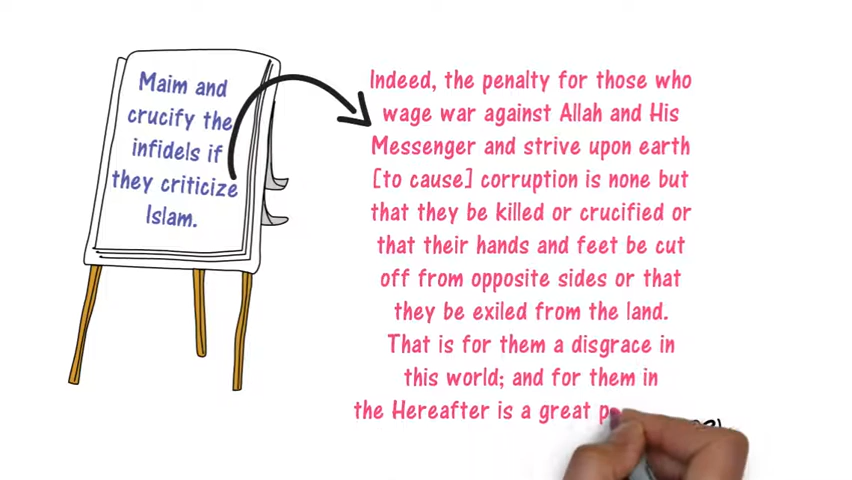 Maim and
crucify the
infidels if
they criticize
Islam.
Indeed, the penalty for those who
wage war against Allah and His
Messenger and strive upon earth
[to cause] corruption is none but
that they be killed or crucified or
that their hands and feet be cut
off from opposite sides or that
they be exiled from the land.
That is for them a disgrace in
this world; and for them in
the Hereafter is a great